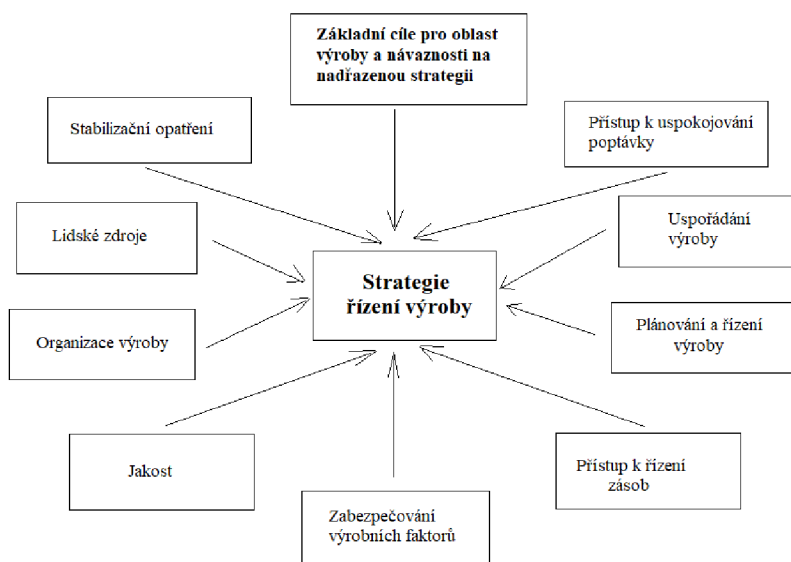 Základní cíle pro oblast
výroby a návaznosti na
nadřazenou strategii
Stabilizační opatření
Přístup k uspokojování
poptávky
Lidské zdroje
Uspořádání
výroby
Strategie
řízení výroby
Organizace výroby
Plánování a řízení
výroby
Jakost
Přístup k řízení
zásob
Zabezpečování
výrobních faktorů